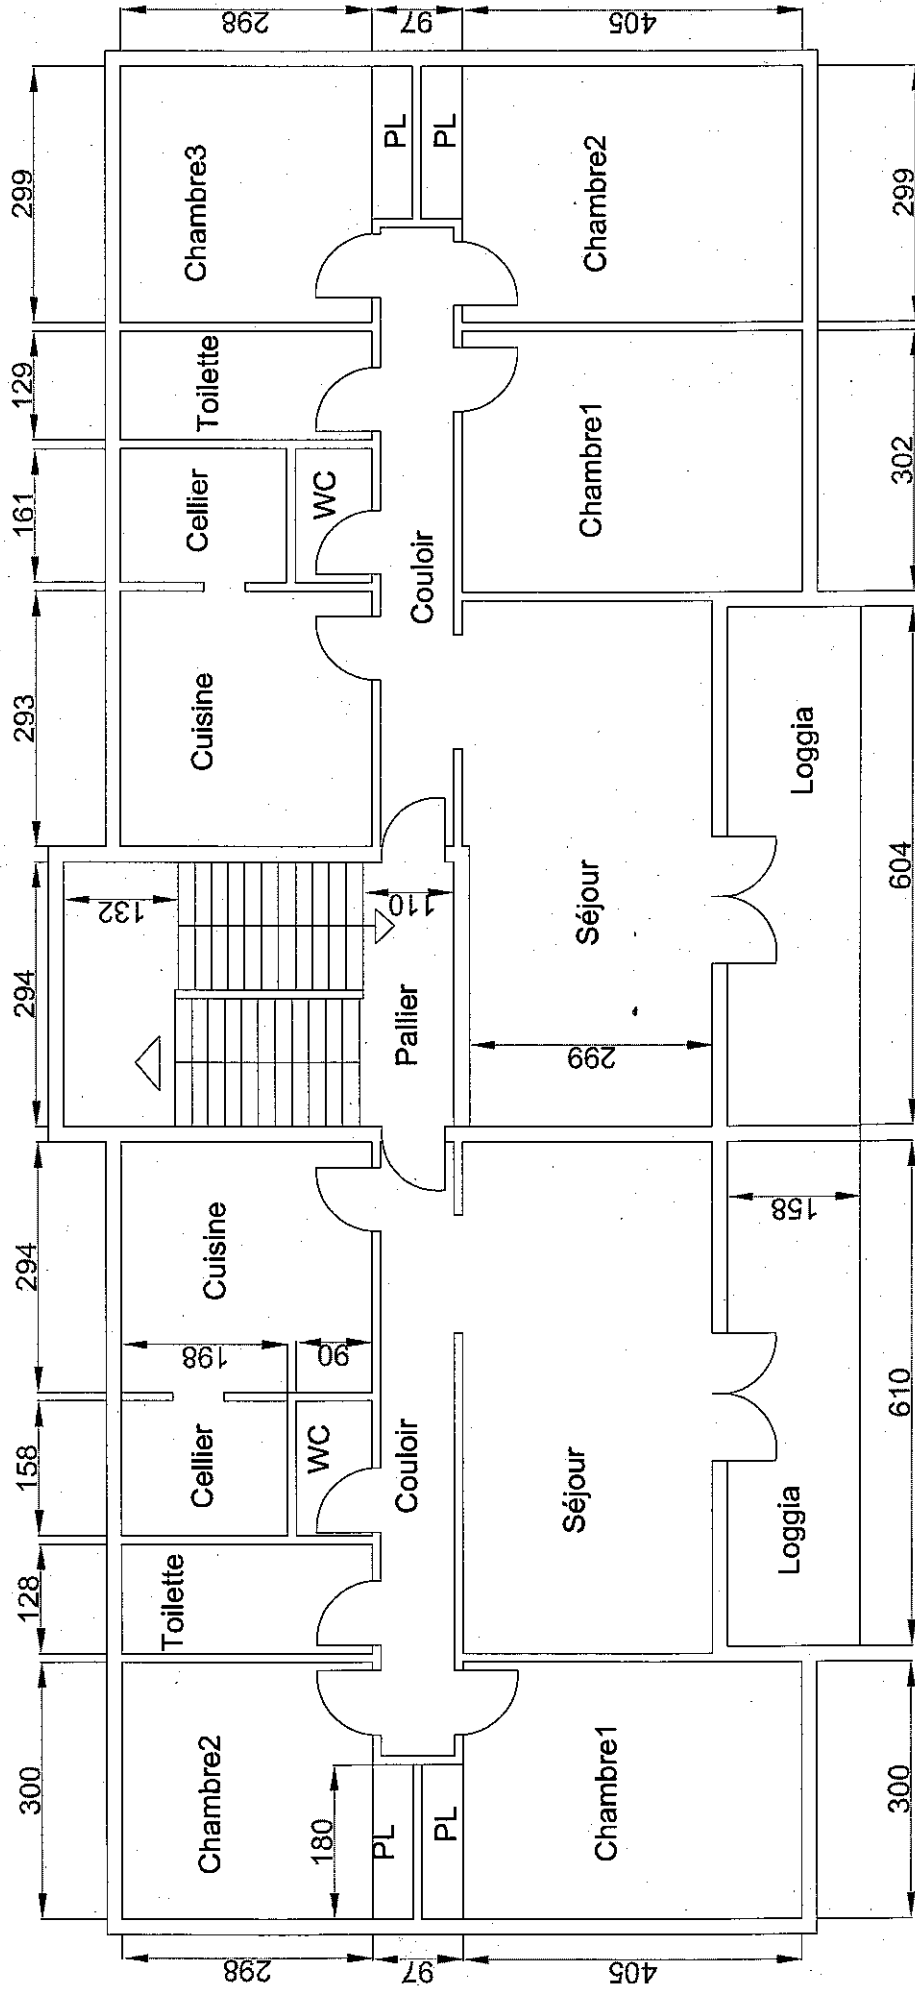 300
128
158
294
294
293
161
129
299
298
132
298
Chambre2
Toilette
Cellier
Cuisine
Cuisine
Cellier
Toilette
Chambre3
198
90
WC
WC
180
97
PL
PL
Couloir
Pallier
110
Couloir
PL
PL
97
405
Chambre1
Séjour
299
Séjour
Chambre1
Chambre2
405
Loggia
158
Loggia
300
610
604
302
299